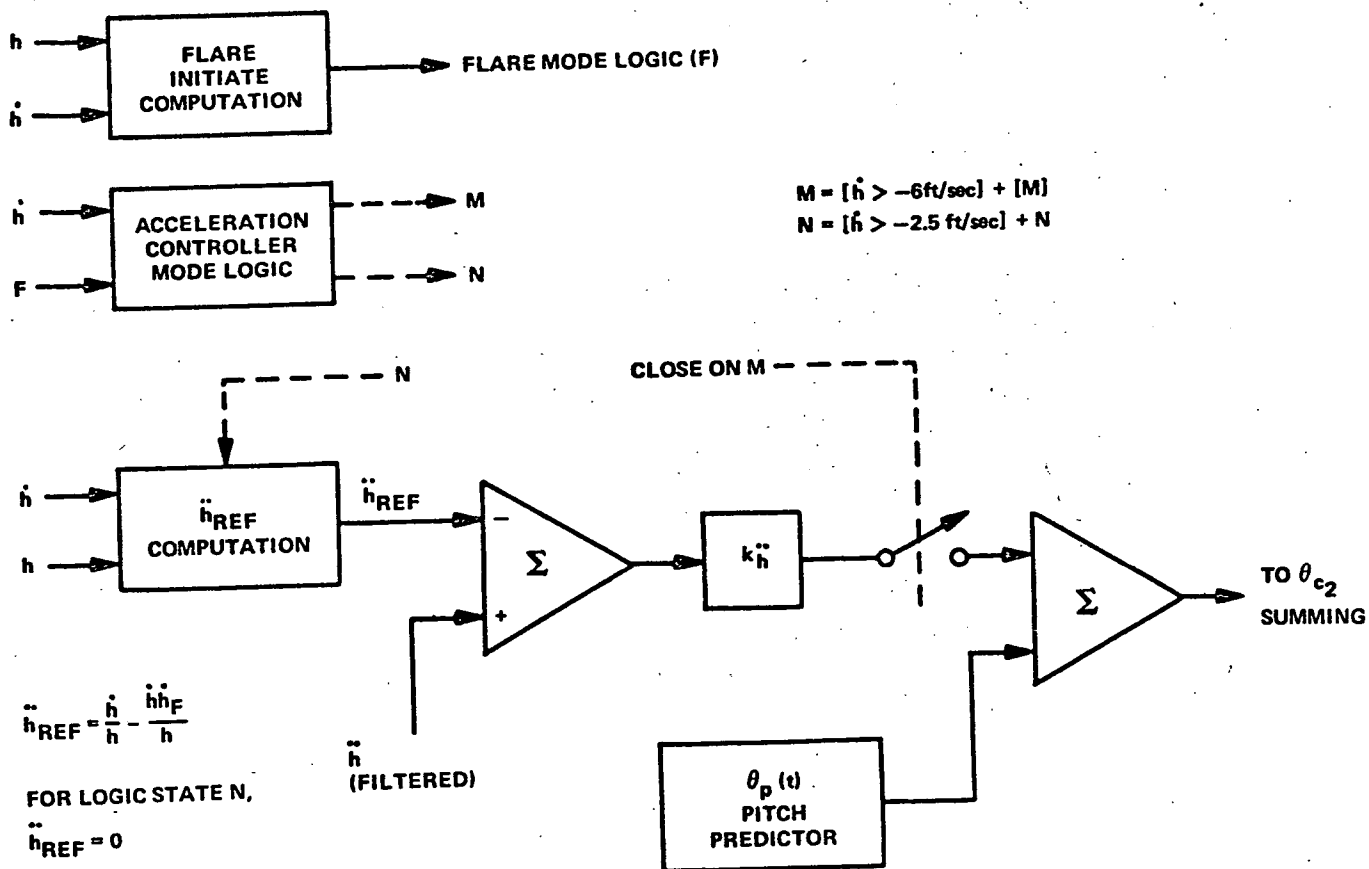 h
ḣ
FLARE
INITIATE
COMPUTATION
FLARE MODE LOGIC (F)
ḣ
F
ACCELERATION
CONTROLLER
MODE LOGIC
M
N
M = [ḣ > −6ft/sec] + [M]
N = [ḣ > −2.5 ft/sec] + N
N
CLOSE ON M
ḣ
h
ḧREF
COMPUTATION
ḧREF
−
+
Σ
kḧ
Σ
TO θc2
SUMMING
ḧREF = ḣ/h − ḣḣF/h
FOR LOGIC STATE N,
ḧREF = 0
ḧ
(FILTERED)
θp (t)
PITCH
PREDICTOR